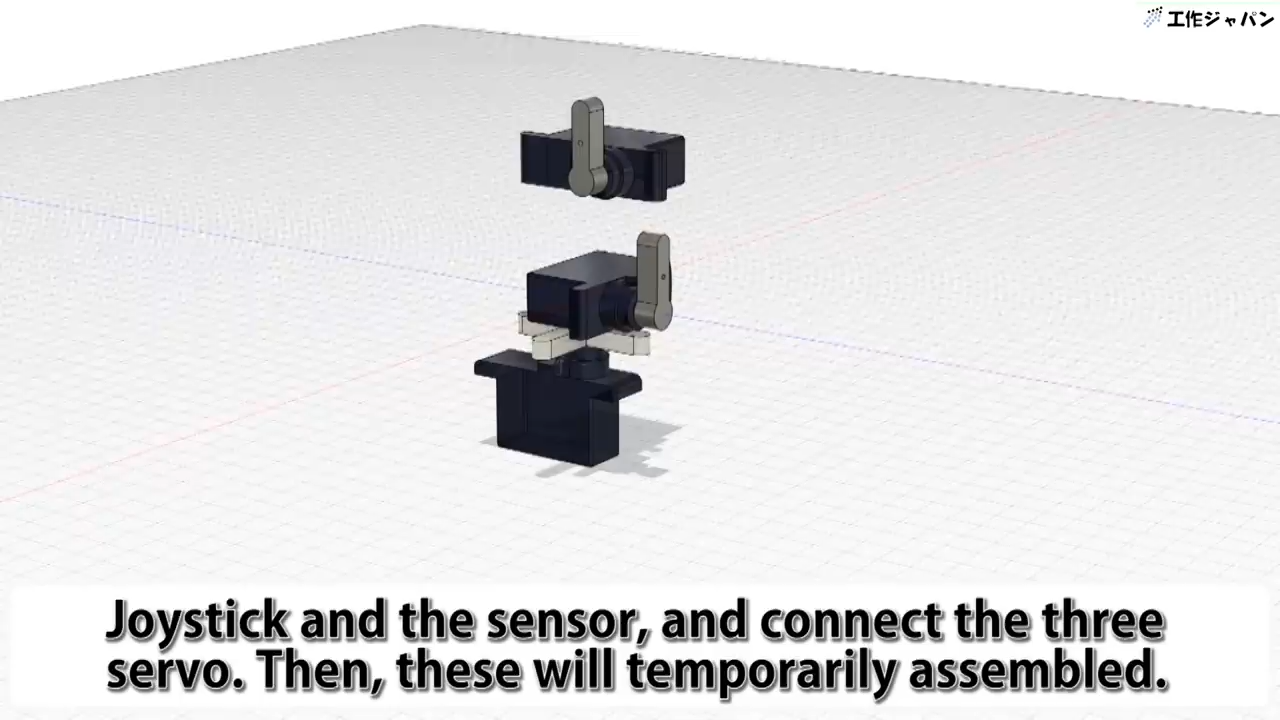 工作ジャパン
Joystick and the sensor, and connect the three
servo. Then, these will temporarily assembled.